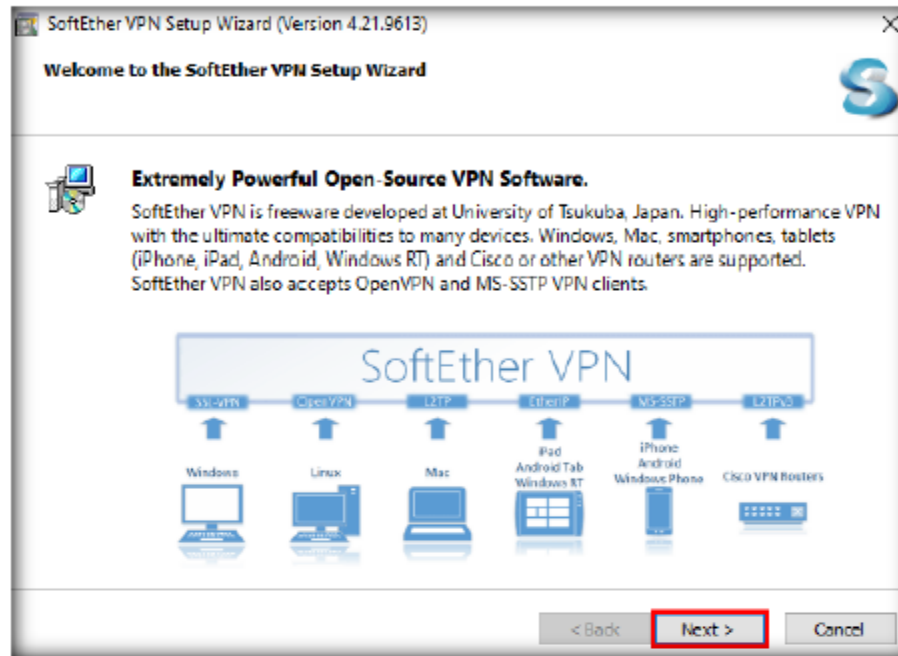 SoftEther VPN Setup Wizard (Version 4.21.9613)
Welcome to the SoftEther VPN Setup Wizard
Extremely Powerful Open-Source VPN Software.
SoftEther VPN is freeware developed at University of Tsukuba, Japan. High-performance VPN
with the ultimate compatibilities to many devices. Windows, Mac, smartphones, tablets
(iPhone, iPad, Android, Windows RT) and Cisco or other VPN routers are supported.
SoftEther VPN also accepts OpenVPN and MS-SSTP VPN clients.
SoftEther VPN
SSL-VPN OpenVPN L2TP EtherIP MS-SSTP L2TPv3
Windows Linux Mac
iPad
Android Tab
Windows RT
iPhone
Android
Windows Phone
Cisco VPN Routers
< Back Next > Cancel